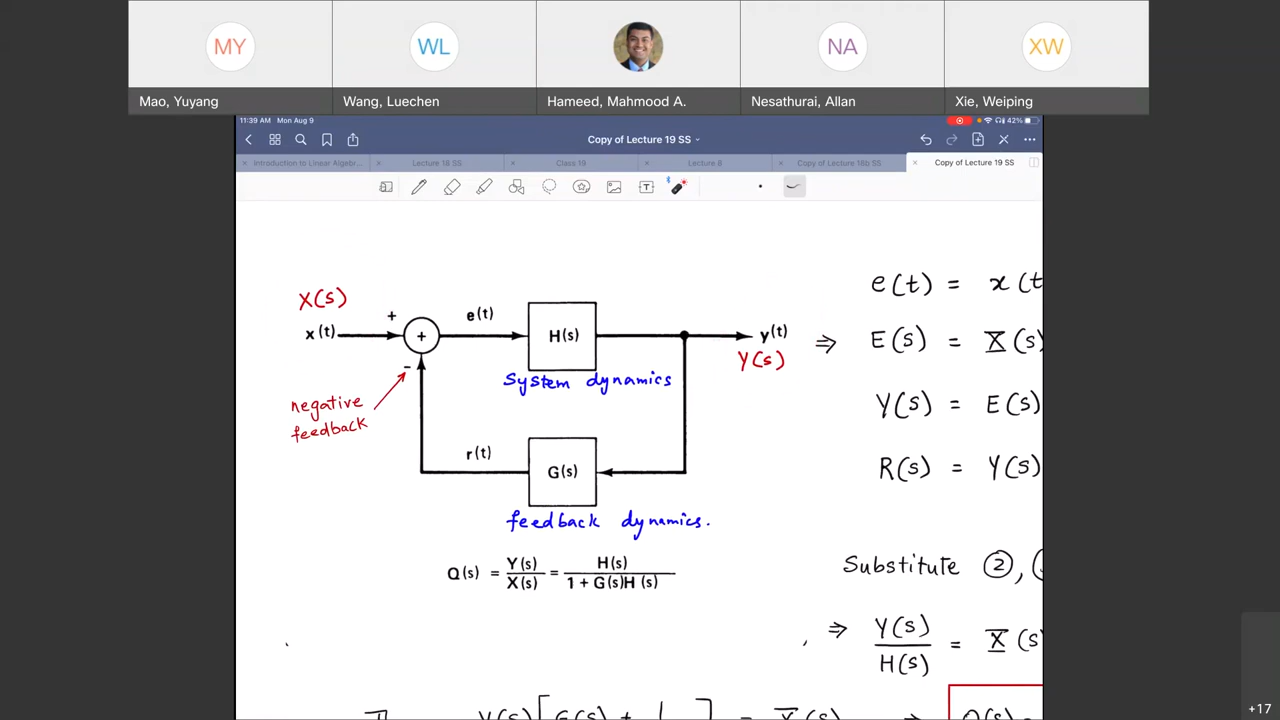 MY
WL
NA
XW
Mao, Yuyang
Wang, Luechen
Hameed, Mahmood A.
Nesathurai, Allan
Xie, Weiping
11:39 AM Mon Aug 9
42%
Copy of Lecture 19 SS
Introduction to Linear Algebr...
Lecture 18 SS
Class 19
Lecture 8
Copy of Lecture 18b SS
Copy of Lecture 19 SS
X(s)
x(t)
+
+
-
e(t)
H(s)
y(t)
Y(s)
System dynamics
negative
feedback
r(t)
G(s)
feedback dynamics.
Q(s) = Y(s)/X(s) = H(s)/1 + G(s)H(s)
e(t) = x(t
⇒ E(s) = X(s)
Y(s) = E(s)
R(s) = Y(s)
Substitute ②,
⇒ Y(s)/H(s) = X(s
Y(s)[G(s) + 1 ] = X(s) ⇒ Q(s) =
+17